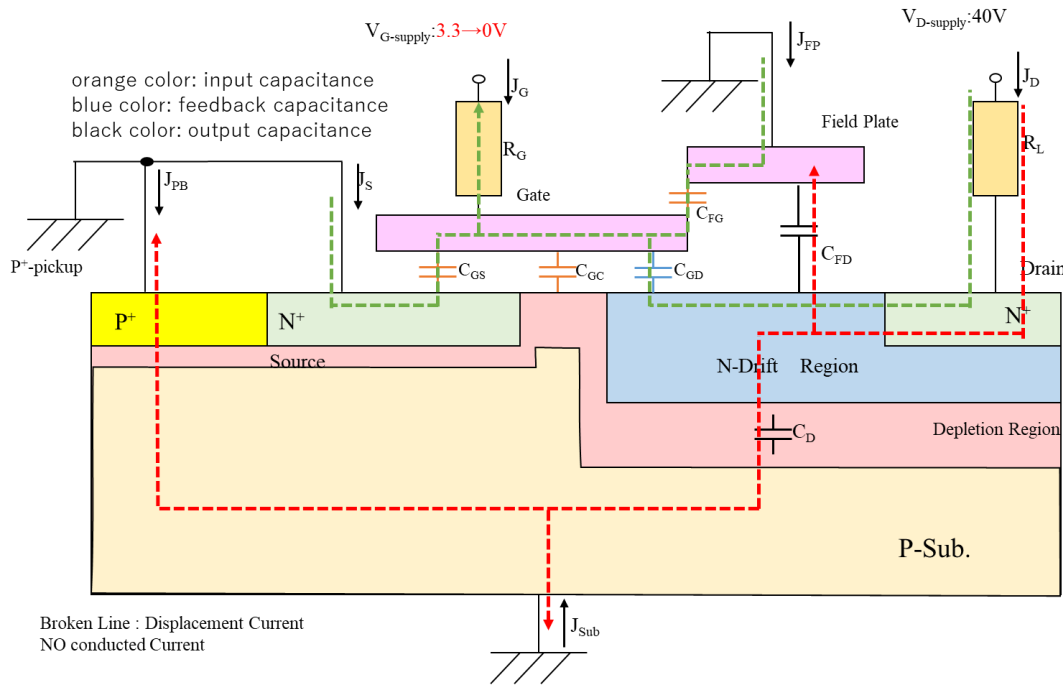 V_G-supply:3.3→0V
V_D-supply:40V
orange color: input capacitance
blue color: feedback capacitance
black color: output capacitance
J_G
J_FP
J_D
R_G
Field Plate
R_L
J_PB
J_S
Gate
C_FG
P⁺-pickup
C_GS
C_GC
C_GD
C_FD
Drain
P⁺
N⁺
N⁺
Source
N-Drift Region
C_D
Depletion Region
P-Sub.
Broken Line : Displacement Current
NO conducted Current
J_Sub